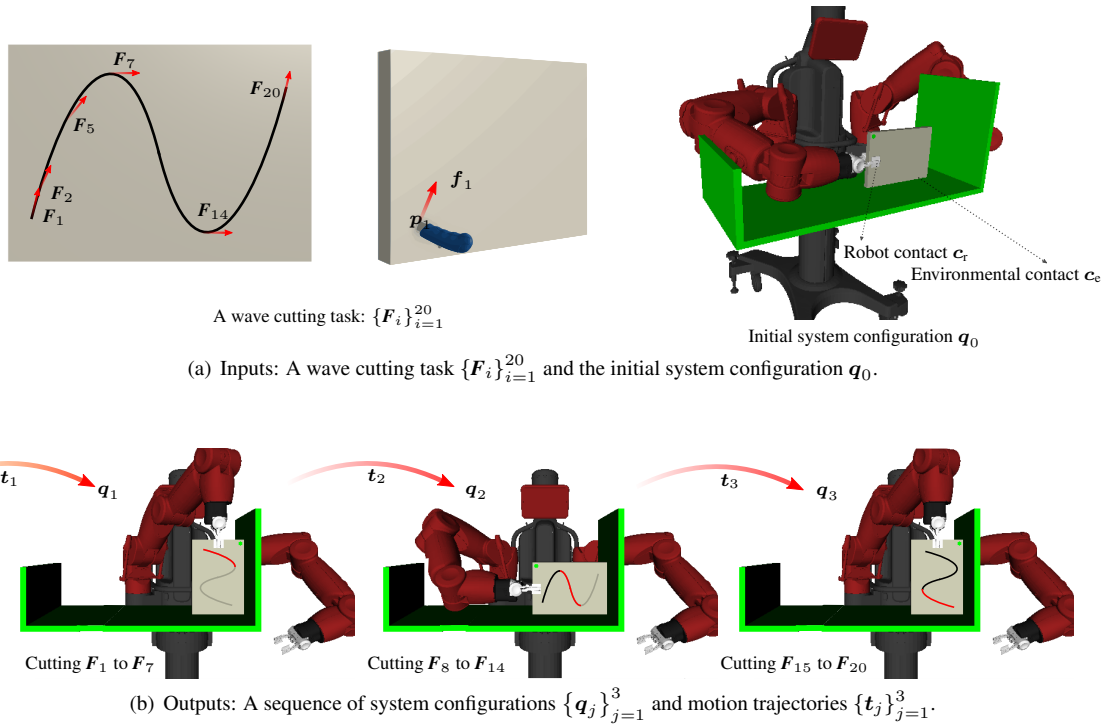 F₇
F₂₀
F₅
F₂
F₁
F₁₄
f₁
p₁
Robot contact cᵣ
Environmental contact cₑ
A wave cutting task: {Fᵢ}²⁰ᵢ₌₁
Initial system configuration q₀
(a) Inputs: A wave cutting task {Fᵢ}²⁰ᵢ₌₁ and the initial system configuration q₀.
t₁
q₁
t₂
q₂
t₃
q₃
Cutting F₁ to F₇
Cutting F₈ to F₁₄
Cutting F₁₅ to F₂₀
(b) Outputs: A sequence of system configurations {qⱼ}³ⱼ₌₁ and motion trajectories {tⱼ}³ⱼ₌₁.